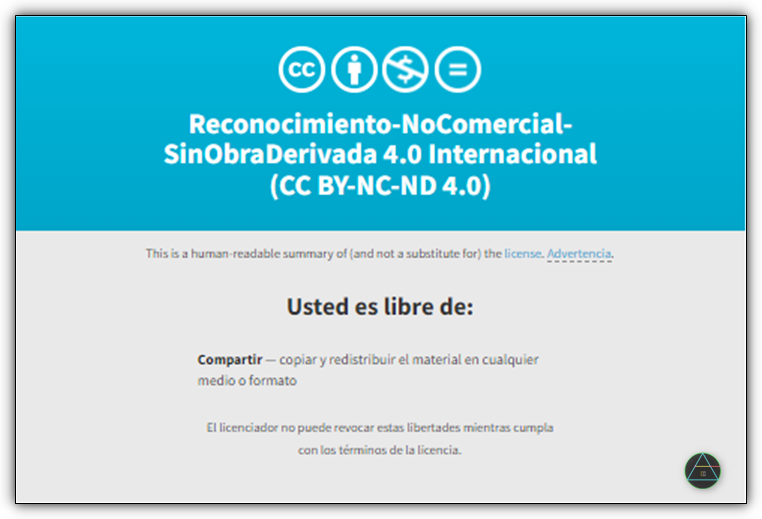 Reconocimiento-NoComercial-
SinObraDerivada 4.0 Internacional
(CC BY-NC-ND 4.0)
This is a human-readable summary of (and not a substitute for) the license. Advertencia.
Usted es libre de:
Compartir — copiar y redistribuir el material en cualquier
medio o formato
El licenciador no puede revocar estas libertades mientras cumpla
con los términos de la licencia.